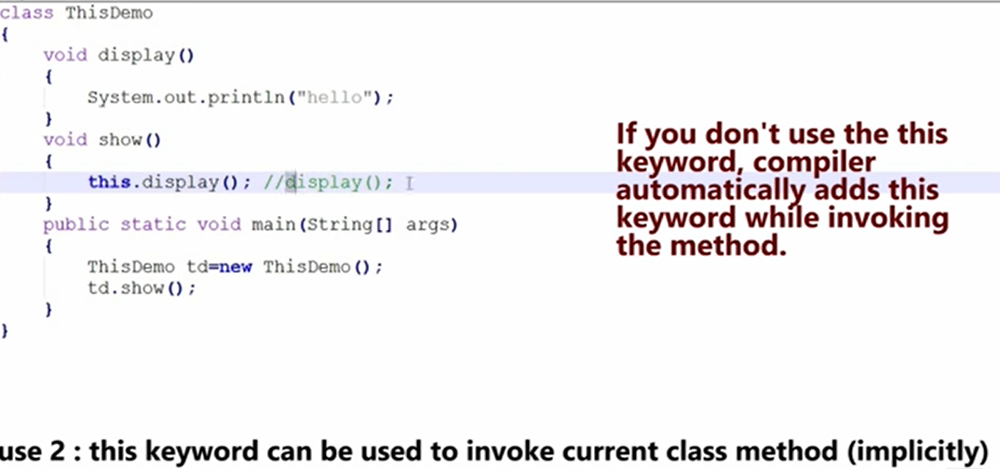 class ThisDemo
{
void display()
{
System.out.println("hello");
}
void show()
{
this.display(); //display();
}
public static void main(String[] args)
{
ThisDemo td=new ThisDemo();
td.show();
}
}
If you don't use the this
keyword, compiler
automatically adds this
keyword while invoking
the method.
use 2 : this keyword can be used to invoke current class method (implicitly)